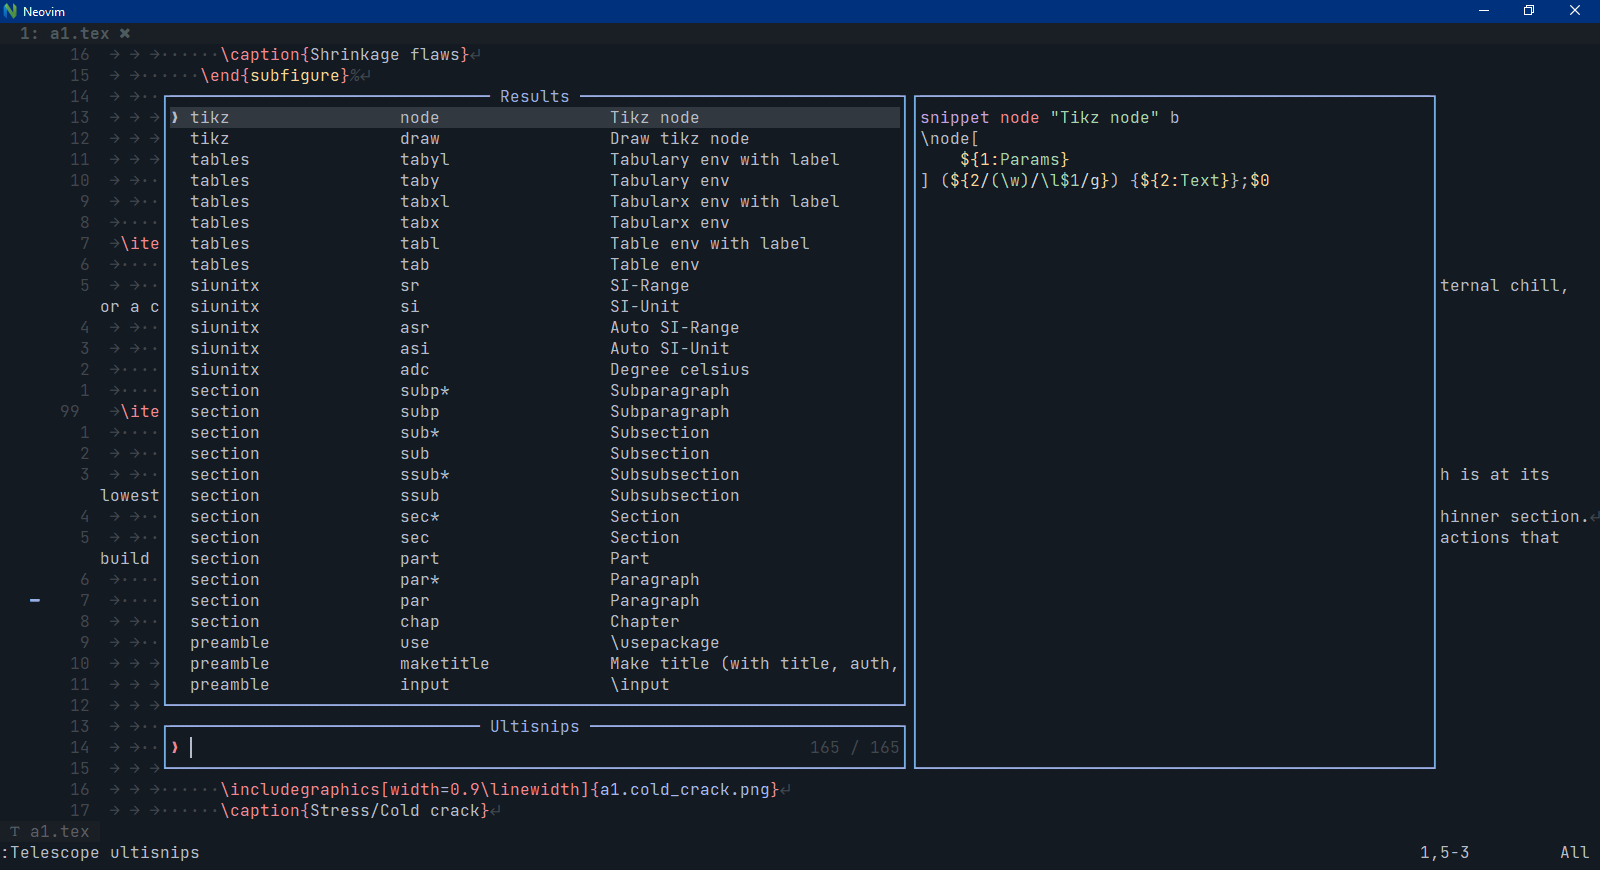 Neovim
1: a1.tex ✖
16 \caption{Shrinkage flaws}
15 \end{subfigure}%
14 Results
13 ❫ tikz node Tikz node snippet node "Tikz node" b
12 tikz draw Draw tikz node \node[
11 tables tabyl Tabulary env with label ${1:Params}
10 tables taby Tabulary env ] (${2/(\w)/\l$1/g}) {${2:Text}};$0
9 tables tabxl Tabularx env with label
8 tables tabx Tabularx env
7 \ite tables tabl Table env with label
6 tables tab Table env
5 siunitx sr SI-Range ternal chill,
or a c siunitx si SI-Unit
4 siunitx asr Auto SI-Range
3 siunitx asi Auto SI-Unit
2 siunitx adc Degree celsius
1 section subp* Subparagraph
99 \ite section subp Subparagraph
1 section sub* Subsection
2 section sub Subsection
3 section ssub* Subsubsection h is at its
lowest section ssub Subsubsection
4 section sec* Section hinner section.
5 section sec Section actions that
build section part Part
6 section par* Paragraph
7 section par Paragraph
8 section chap Chapter
9 preamble use \usepackage
10 preamble maketitle Make title (with title, auth,
11 preamble input \input
12
13 Ultisnips
14 ❫ 165 / 165
15
16 \includegraphics[width=0.9\linewidth]{a1.cold_crack.png}
17 \caption{Stress/Cold crack}
T a1.tex
:Telescope ultisnips 1,5-3 All